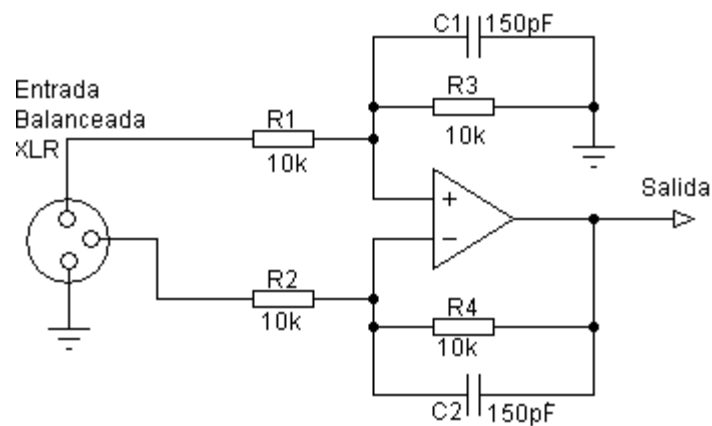 C1 150pF
R3
10k
Entrada
Balanceada
XLR
R1
10k
+
−
Salida
R2
10k
R4
10k
C2 150pF